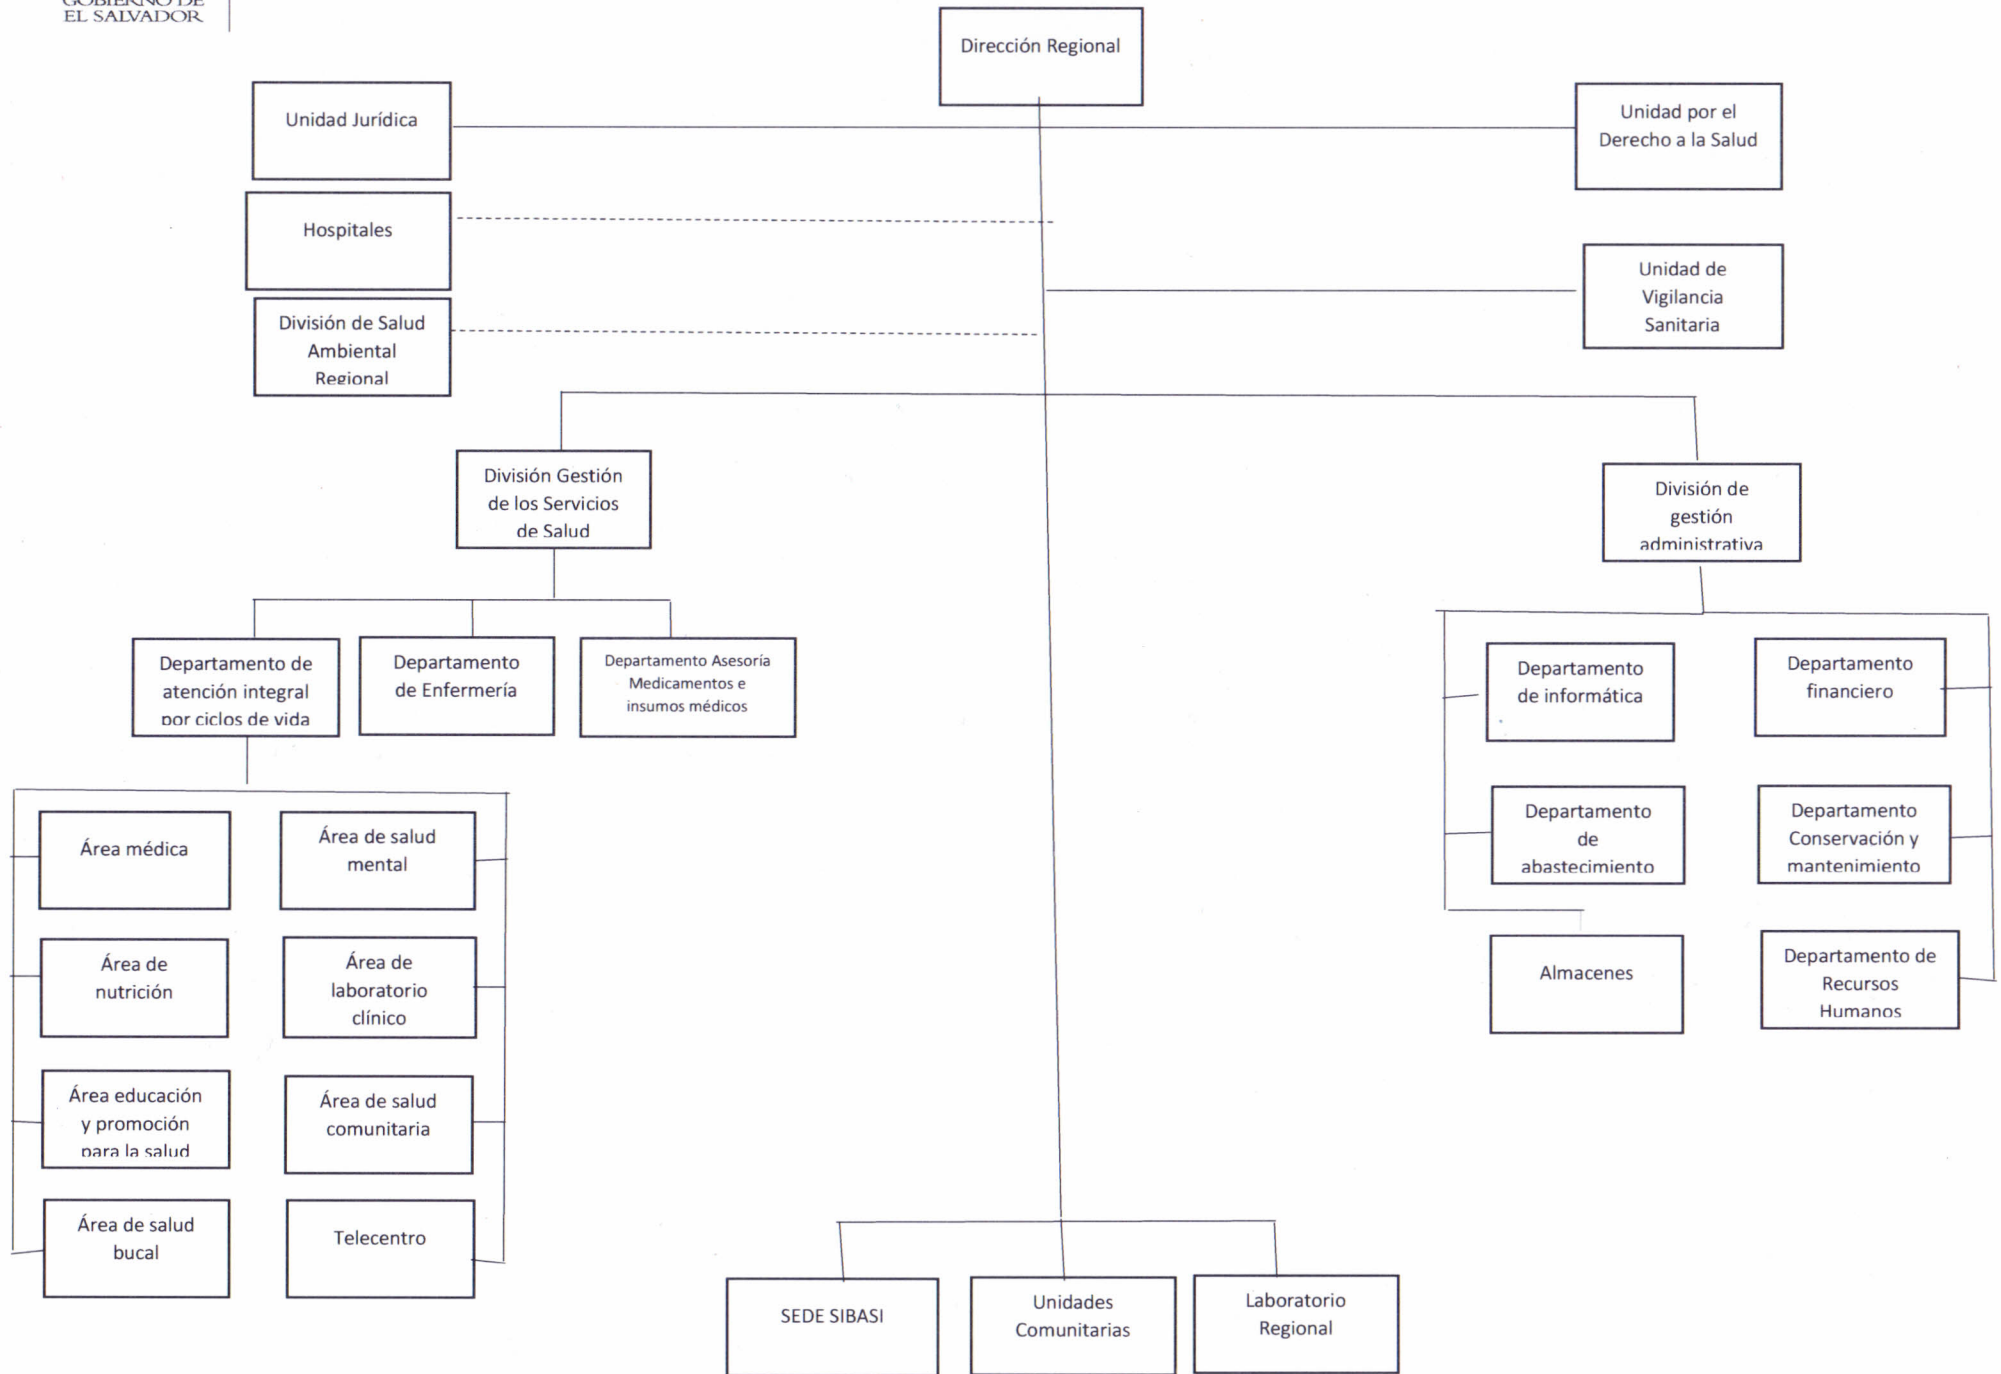 GOBIERNO DE
EL SALVADOR
Dirección Regional
Unidad Jurídica
Unidad por el
Derecho a la Salud
Hospitales
Unidad de
Vigilancia
Sanitaria
División de Salud
Ambiental
Regional
División Gestión
de los Servicios
de Salud
División de
gestión
administrativa
Departamento de
atención integral
por ciclos de vida
Departamento
de Enfermería
Departamento Asesoría
Medicamentos e
insumos médicos
Departamento
de informática
Departamento
financiero
Departamento
de
abastecimiento
Departamento
Conservación y
mantenimiento
Almacenes
Departamento de
Recursos
Humanos
Área médica
Área de salud
mental
Área de
nutrición
Área de
laboratorio
clínico
Área educación
y promoción
para la salud
Área de salud
comunitaria
Área de salud
bucal
Telecentro
SEDE SIBASI
Unidades
Comunitarias
Laboratorio
Regional